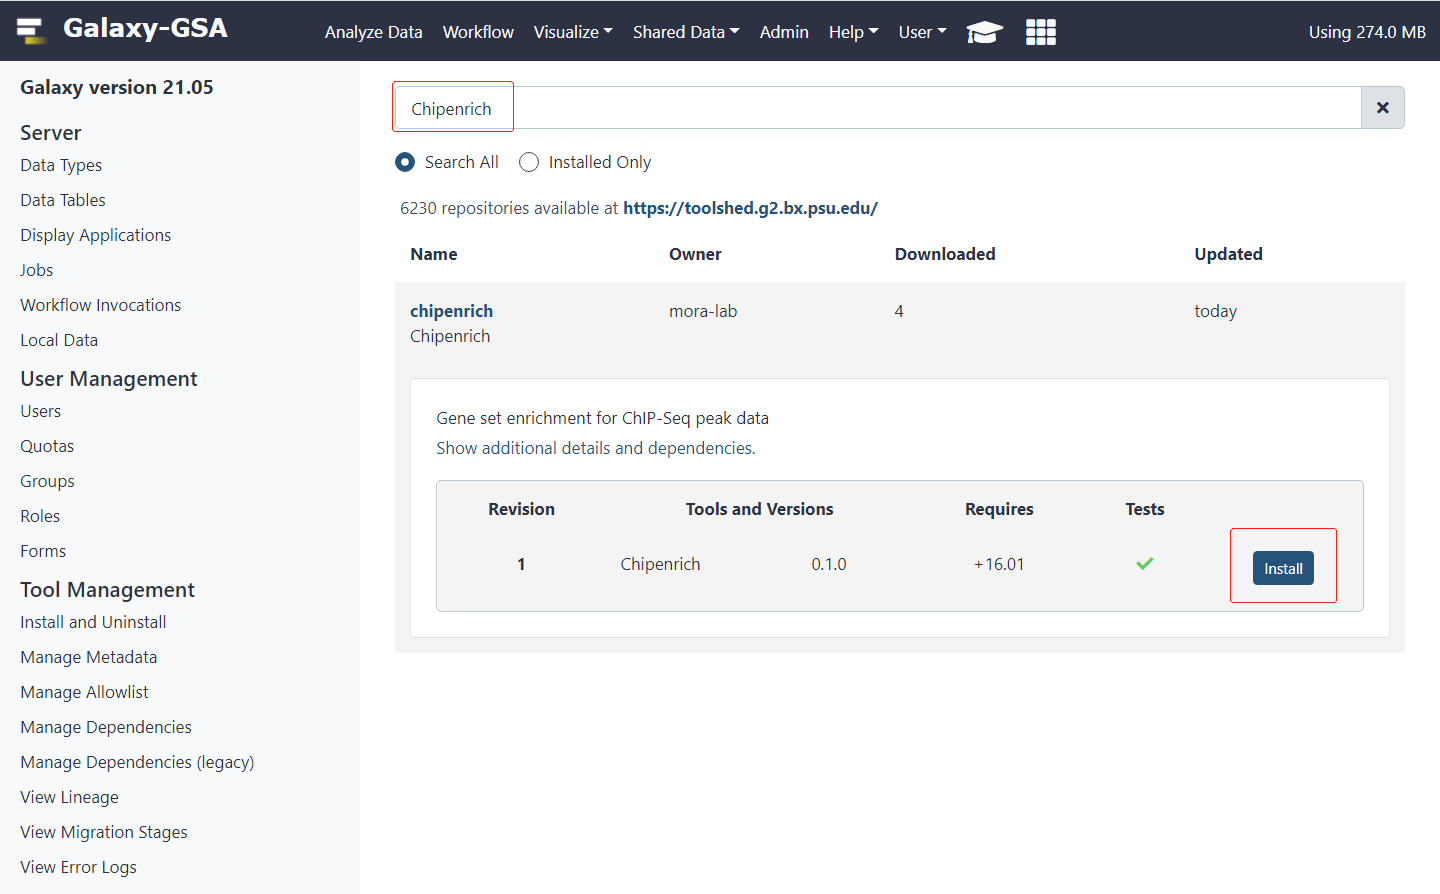 Galaxy-GSA
Analyze Data Workflow Visualize Shared Data Admin Help User Using 274.0 MB
Galaxy version 21.05
Server
Data Types
Data Tables
Display Applications
Jobs
Workflow Invocations
Local Data
User Management
Users
Quotas
Groups
Roles
Forms
Tool Management
Install and Uninstall
Manage Metadata
Manage Allowlist
Manage Dependencies
Manage Dependencies (legacy)
View Lineage
View Migration Stages
View Error Logs
Chipenrich
Search All Installed Only
6230 repositories available at https://toolshed.g2.bx.psu.edu/
Name Owner Downloaded Updated
chipenrich mora-lab 4 today
Chipenrich
Gene set enrichment for ChIP-Seq peak data
Show additional details and dependencies.
Revision Tools and Versions Requires Tests
1 Chipenrich 0.1.0 +16.01 Install